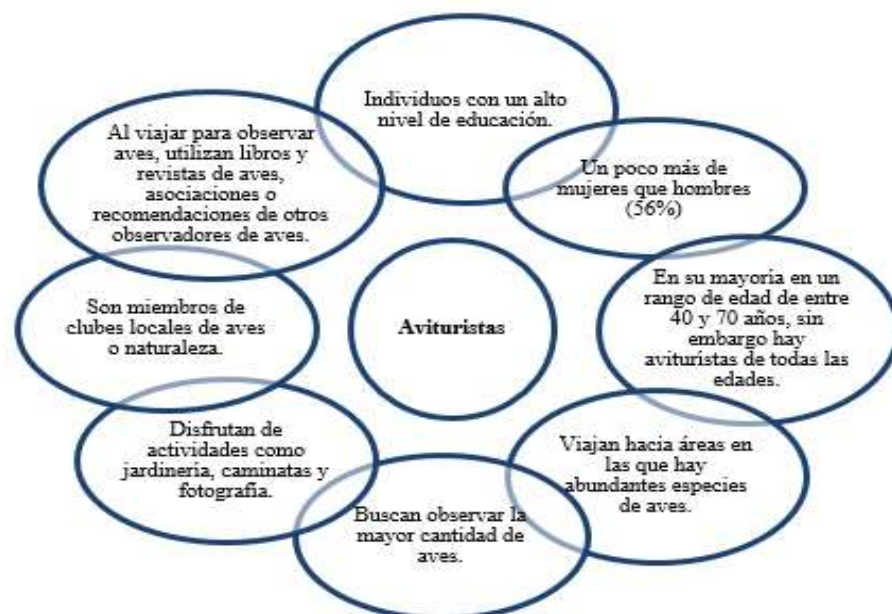 Individuos con un alto
nivel de educación.
Un poco más de
mujeres que hombres
(56%)
En su mayoria en un
rango de edad de entre
40 y 70 años, sin
embargo hay
avituristas de todas las
edades.
Viajan hacia áreas en
las que hay
abundantes especies
de aves.
Buscan observar la
mayor cantidad de
aves.
Disfrutan de
actividades como
jardineria, caminatas y
fotografía.
Son miembros de
clubes locales de aves
o naturaleza.
Al viajar para observar
aves, utilizan libros y
revistas de aves,
asociaciones o
recomendaciones de otros
observadores de aves.
Avituristas